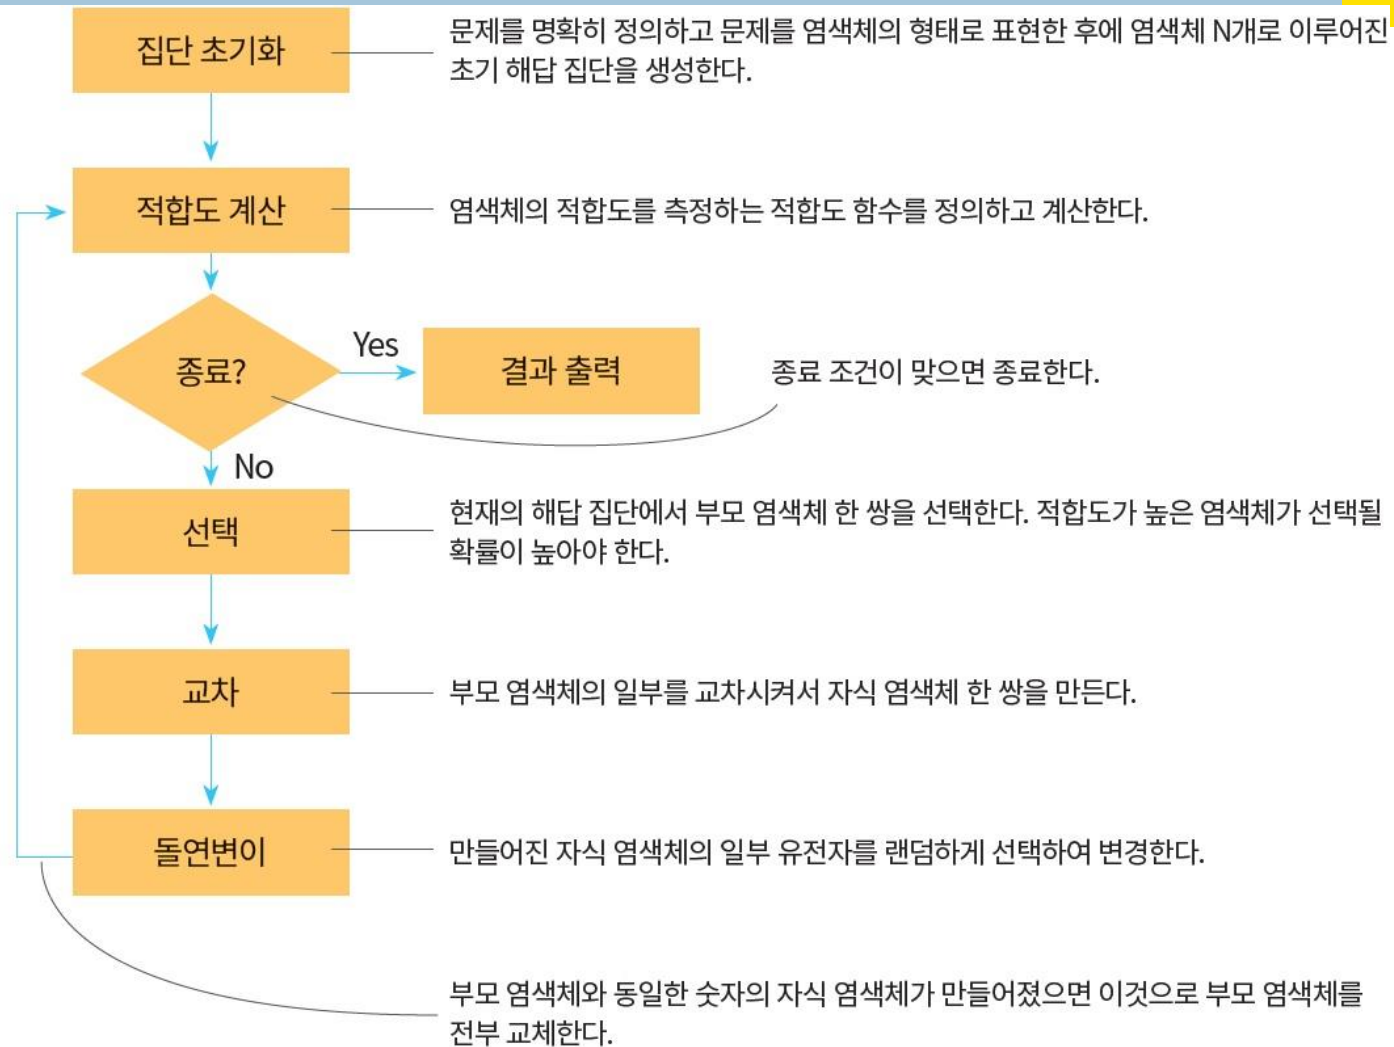 집단 초기화
문제를 명확히 정의하고 문제를 염색체의 형태로 표현한 후에 염색체 N개로 이루어진
초기 해답 집단을 생성한다.
적합도 계산
염색체의 적합도를 측정하는 적합도 함수를 정의하고 계산한다.
종료?
Yes
결과 출력
종료 조건이 맞으면 종료한다.
No
선택
현재의 해답 집단에서 부모 염색체 한 쌍을 선택한다. 적합도가 높은 염색체가 선택될
확률이 높아야 한다.
교차
부모 염색체의 일부를 교차시켜서 자식 염색체 한 쌍을 만든다.
돌연변이
만들어진 자식 염색체의 일부 유전자를 랜덤하게 선택하여 변경한다.
부모 염색체와 동일한 숫자의 자식 염색체가 만들어졌으면 이것으로 부모 염색체를
전부 교체한다.